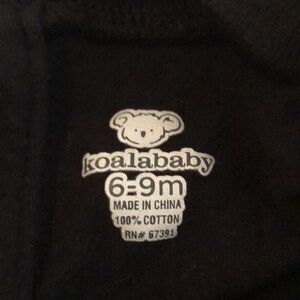 koalababy
6-9m
MADE IN CHINA
100% COTTON
RN# 67391